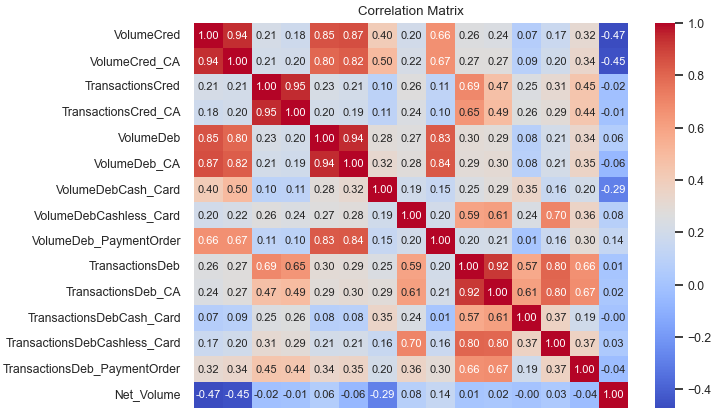 Correlation Matrix
VolumeCred 1.00 0.94 0.21 0.18 0.85 0.87 0.40 0.20 0.66 0.26 0.24 0.07 0.17 0.32 -0.47
VolumeCred_CA 0.94 1.00 0.21 0.20 0.80 0.82 0.50 0.22 0.67 0.27 0.27 0.09 0.20 0.34 -0.45
TransactionsCred 0.21 0.21 1.00 0.95 0.23 0.21 0.10 0.26 0.11 0.69 0.47 0.25 0.31 0.45 -0.02
TransactionsCred_CA 0.18 0.20 0.95 1.00 0.20 0.19 0.11 0.24 0.10 0.65 0.49 0.26 0.29 0.44 -0.01
VolumeDeb 0.85 0.80 0.23 0.20 1.00 0.94 0.28 0.27 0.83 0.30 0.29 0.08 0.21 0.34 0.06
VolumeDeb_CA 0.87 0.82 0.21 0.19 0.94 1.00 0.32 0.28 0.84 0.29 0.30 0.08 0.21 0.35 -0.06
VolumeDebCash_Card 0.40 0.50 0.10 0.11 0.28 0.32 1.00 0.19 0.15 0.25 0.29 0.35 0.16 0.20 -0.29
VolumeDebCashless_Card 0.20 0.22 0.26 0.24 0.27 0.28 0.19 1.00 0.20 0.59 0.61 0.24 0.70 0.36 0.08
VolumeDeb_PaymentOrder 0.66 0.67 0.11 0.10 0.83 0.84 0.15 0.20 1.00 0.20 0.21 0.01 0.16 0.30 0.14
TransactionsDeb 0.26 0.27 0.69 0.65 0.30 0.29 0.25 0.59 0.20 1.00 0.92 0.57 0.80 0.66 0.01
TransactionsDeb_CA 0.24 0.27 0.47 0.49 0.29 0.30 0.29 0.61 0.21 0.92 1.00 0.61 0.80 0.67 0.02
TransactionsDebCash_Card 0.07 0.09 0.25 0.26 0.08 0.08 0.35 0.24 0.01 0.57 0.61 1.00 0.37 0.19 -0.00
TransactionsDebCashless_Card 0.17 0.20 0.31 0.29 0.21 0.21 0.16 0.70 0.16 0.80 0.80 0.37 1.00 0.37 0.03
TransactionsDeb_PaymentOrder 0.32 0.34 0.45 0.44 0.34 0.35 0.20 0.36 0.30 0.66 0.67 0.19 0.37 1.00 -0.04
Net_Volume -0.47 -0.45 -0.02 -0.01 0.06 -0.06 -0.29 0.08 0.14 0.01 0.02 -0.00 0.03 -0.04 1.00
1.0
0.8
0.6
0.4
0.2
0.0
−0.2
−0.4